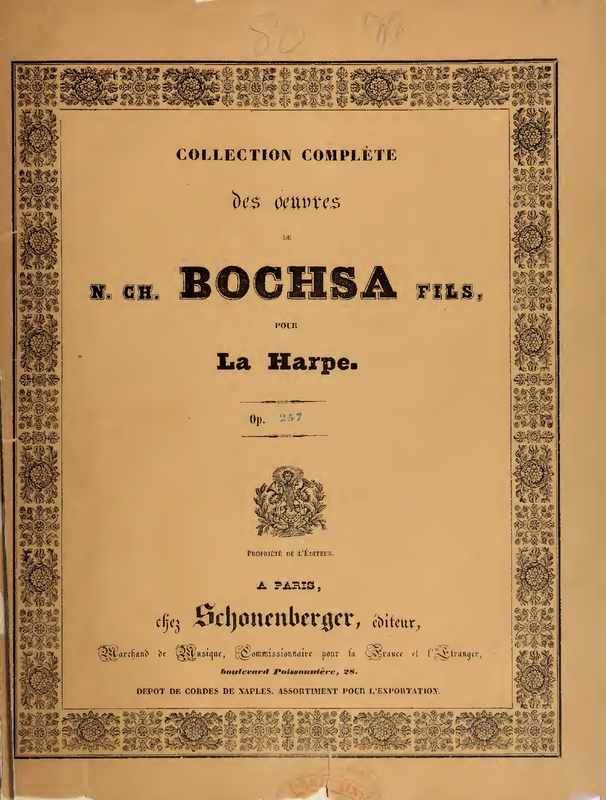 80
COLLECTION COMPLÈTE
des oeuvres
DE
N. CH. BOCHSA FILS,
POUR
La Harpe.
Op. 257
PROPRIÉTÉ DE L'ÉDITEUR.
A PARIS,
chez Schonenberger, éditeur,
Marchand de Musique, Commissionnaire pour la France et l'Etranger,
boulevard Poissonnière, 28.
DEPOT DE CORDES DE NAPLES. ASSORTIMENT POUR L'EXPORTATION.